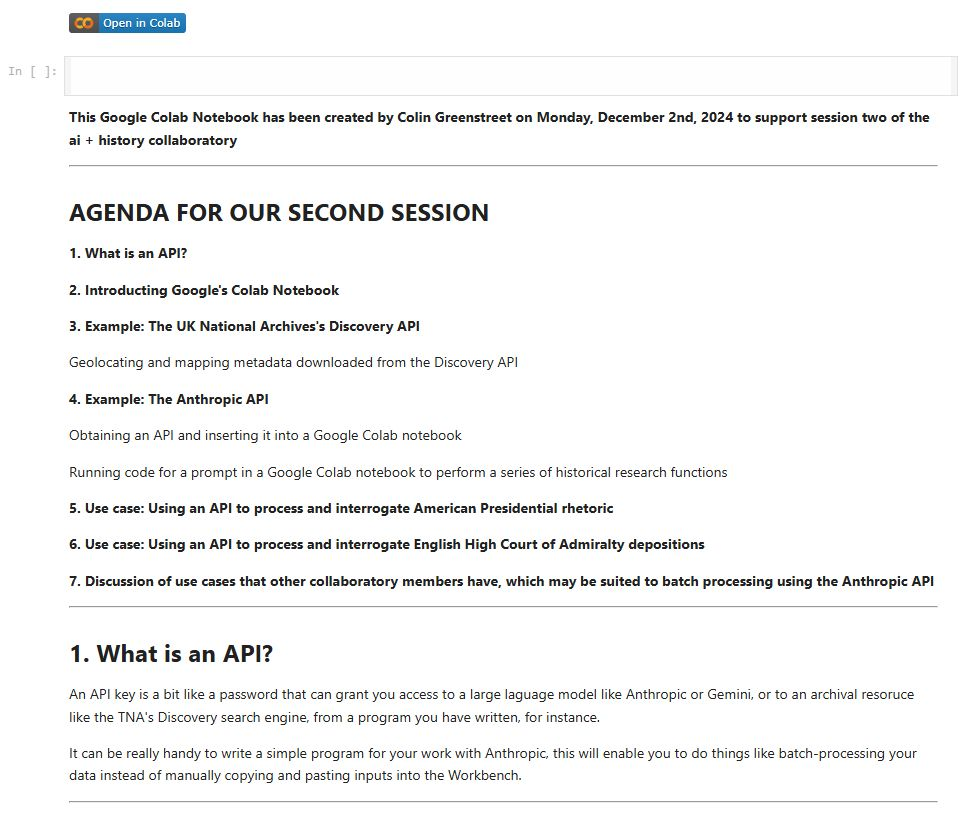 Open in Colab
In [ ]:
This Google Colab Notebook has been created by Colin Greenstreet on Monday, December 2nd, 2024 to support session two of the
ai + history collaboratory
AGENDA FOR OUR SECOND SESSION
1. What is an API?
2. Introducting Google's Colab Notebook
3. Example: The UK National Archives's Discovery API
Geolocating and mapping metadata downloaded from the Discovery API
4. Example: The Anthropic API
Obtaining an API and inserting it into a Google Colab notebook
Running code for a prompt in a Google Colab notebook to perform a series of historical research functions
5. Use case: Using an API to process and interrogate American Presidential rhetoric
6. Use case: Using an API to process and interrogate English High Court of Admiralty depositions
7. Discussion of use cases that other collaboratory members have, which may be suited to batch processing using the Anthropic API
1. What is an API?
An API key is a bit like a password that can grant you access to a large laguage model like Anthropic or Gemini, or to an archival resoruce
like the TNA's Discovery search engine, from a program you have written, for instance.
It can be really handy to write a simple program for your work with Anthropic, this will enable you to do things like batch-processing your
data instead of manually copying and pasting inputs into the Workbench.